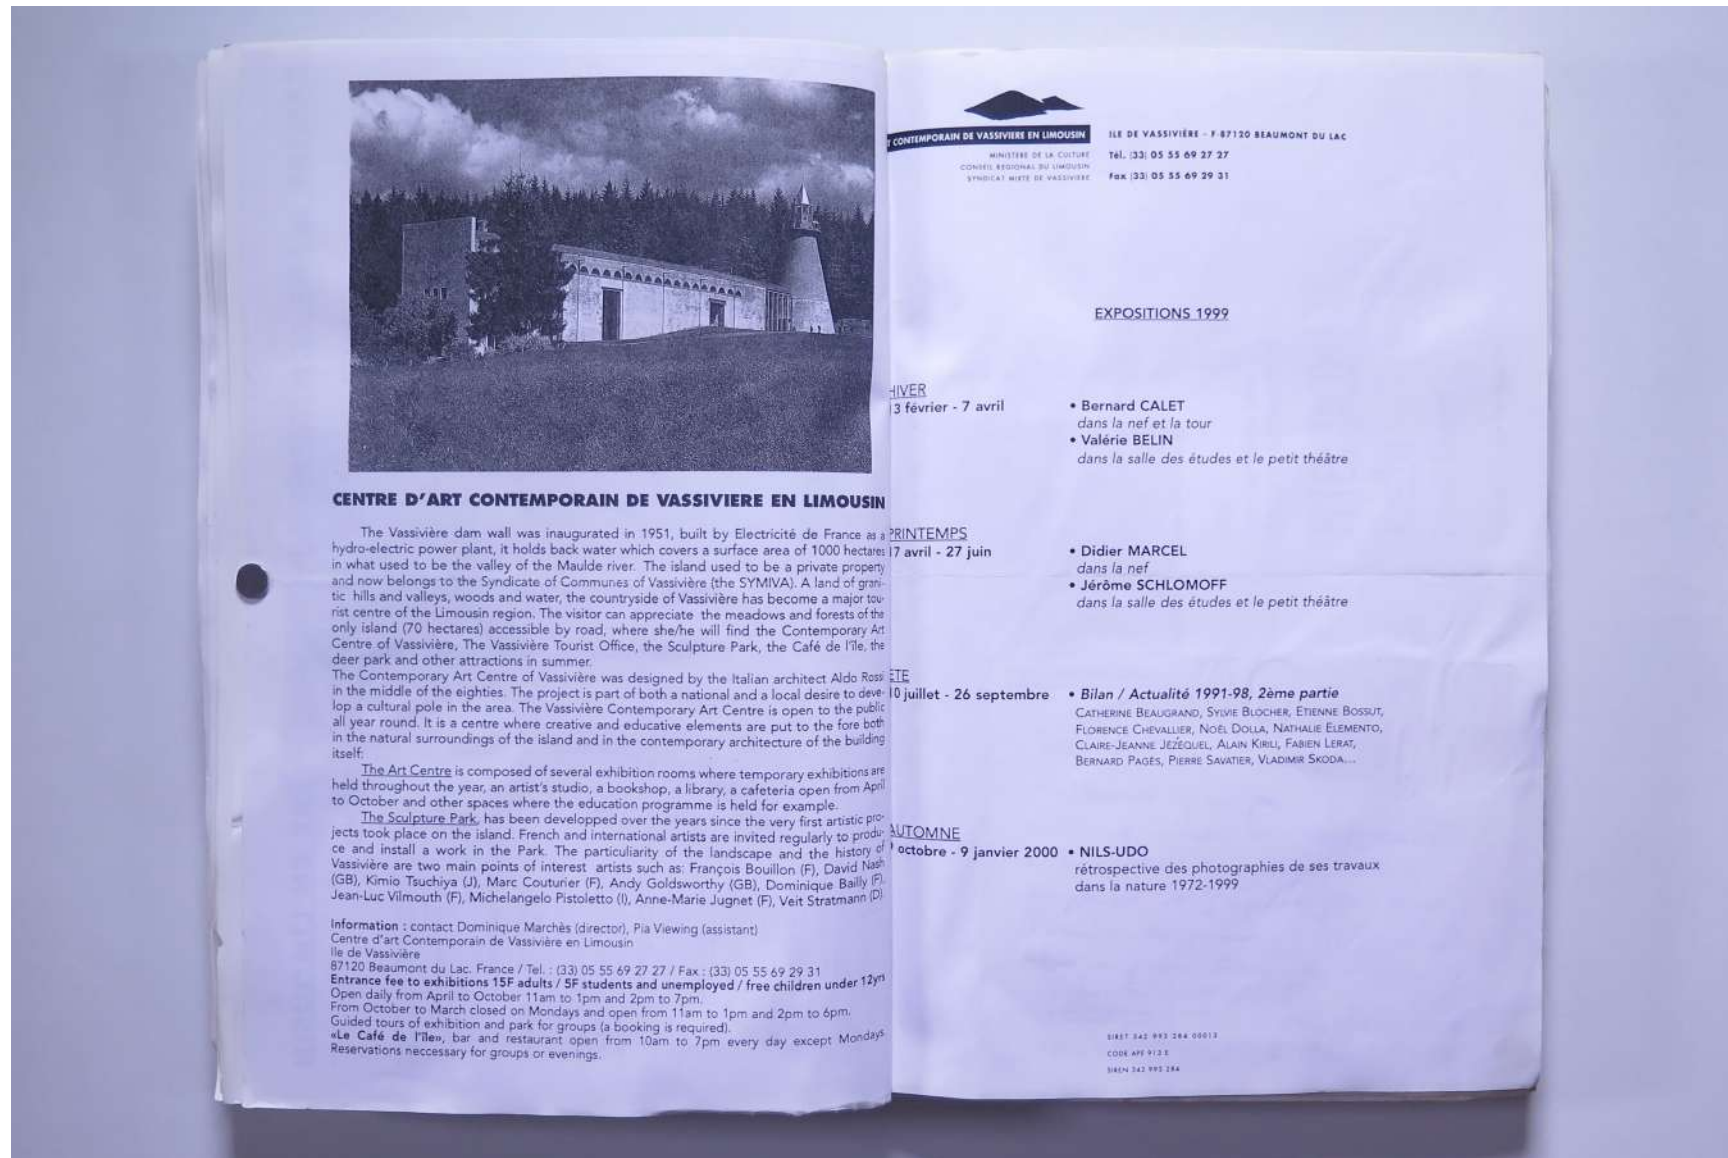 CENTRE D'ART CONTEMPORAIN DE VASSIVIERE EN LIMOUSIN
The Vassivière dam wall was inaugurated in 1951, built by Electricité de France as a
hydro-electric power plant, it holds back water which covers a surface area of 1000 hectares
in what used to be the valley of the Maulde river. The island used to be a private property
and now belongs to the Syndicate of Communes of Vassivière (the SYMIVA). A land of grani-
tic hills and valleys, woods and water, the countryside of Vassivière has become a major tou-
rist centre of the Limousin region. The visitor can appreciate the meadows and forests of the
only island (70 hectares) accessible by road, where she/he will find the Contemporary Art
Centre of Vassivière, The Vassivière Tourist Office, the Sculpture Park, the Café de l'île, the
deer park and other attractions in summer.
The Contemporary Art Centre of Vassivière was designed by the Italian architect Aldo Rossi
in the middle of the eighties. The project is part of both a national and a local desire to deve-
lop a cultural pole in the area. The Vassivière Contemporary Art Centre is open to the public
all year round. It is a centre where creative and educative elements are put to the fore both
in the natural surroundings of the island and in the contemporary architecture of the building
itself.
The Art Centre is composed of several exhibition rooms where temporary exhibitions are
held throughout the year, an artist's studio, a bookshop, a library, a cafeteria open from April
to October and other spaces where the education programme is held for example.
The Sculpture Park, has been developped over the years since the very first artistic pro-
jects took place on the island. French and international artists are invited regularly to produ-
ce and install a work in the Park. The particuliarity of the landscape and the history of
Vassivière are two main points of interest artists such as: François Bouillon (F), David Nash
(GB), Kimio Tsuchiya (J), Marc Couturier (F), Andy Goldsworthy (GB), Dominique Bailly (F),
Jean-Luc Vilmouth (F), Michelangelo Pistoletto (I), Anne-Marie Jugnet (F), Veit Stratmann (D).
Information : contact Dominique Marchès (director), Pia Viewing (assistant)
Centre d'art Contemporain de Vassivière en Limousin
Ile de Vassivière
87120 Beaumont du Lac. France / Tel. : (33) 05 55 69 27 27 / Fax : (33) 05 55 69 29 31
Entrance fee to exhibitions 15F adults / 5F students and unemployed / free children under 12yrs
Open daily from April to October 11am to 1pm and 2pm to 7pm.
From October to March closed on Mondays and open from 11am to 1pm and 2pm to 6pm.
Guided tours of exhibition and park for groups (a booking is required).
«Le Café de l'île», bar and restaurant open from 10am to 7pm every day except Mondays.
Reservations neccessary for groups or evenings.
T CONTEMPORAIN DE VASSIVIERE EN LIMOUSIN
MINISTERE DE LA CULTURE
CONSEIL REGIONAL DU LIMOUSIN
SYNDICAT MIXTE DE VASSIVIERE
ILE DE VASSIVIÈRE - F 87120 BEAUMONT DU LAC
Tél. (33) 05 55 69 27 27
Fax (33) 05 55 69 29 31
EXPOSITIONS 1999
HIVER
13 février - 7 avril
• Bernard CALET
dans la nef et la tour
• Valérie BELIN
dans la salle des études et le petit théâtre
PRINTEMPS
17 avril - 27 juin
• Didier MARCEL
dans la nef
• Jérôme SCHLOMOFF
dans la salle des études et le petit théâtre
ETE
10 juillet - 26 septembre
• Bilan / Actualité 1991-98, 2ème partie
CATHERINE BEAUGRAND, SYLVIE BLOCHER, ETIENNE BOSSUT,
FLORENCE CHEVALLIER, NOËL DOLLA, NATHALIE ELEMENTO,
CLAIRE-JEANNE JÉZÉQUEL, ALAIN KIRILI, FABIEN LERAT,
BERNARD PAGÈS, PIERRE SAVATIER, VLADIMIR SKODA...
AUTOMNE
octobre - 9 janvier 2000
• NILS-UDO
rétrospective des photographies de ses travaux
dans la nature 1972-1999
SIRET 342 993 284 00013
CODE APE 913 E
SIREN 342 993 284